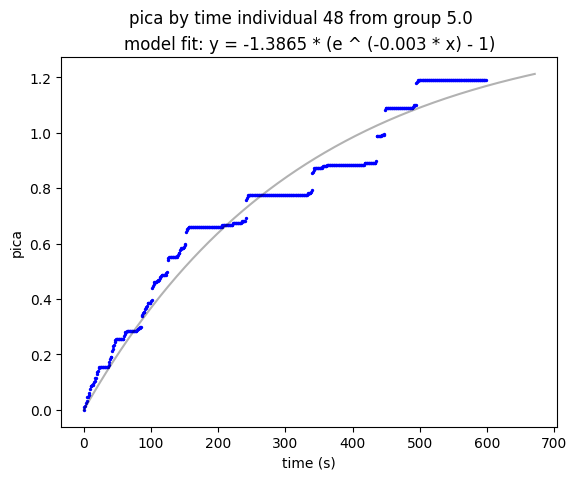 pica by time individual 48 from group 5.0
model fit: y = -1.3865 * (e ^ (-0.003 * x) - 1)
1.2
1.0
0.8
0.6
0.4
0.2
0.0
pica
0 100 200 300 400 500 600 700
time (s)